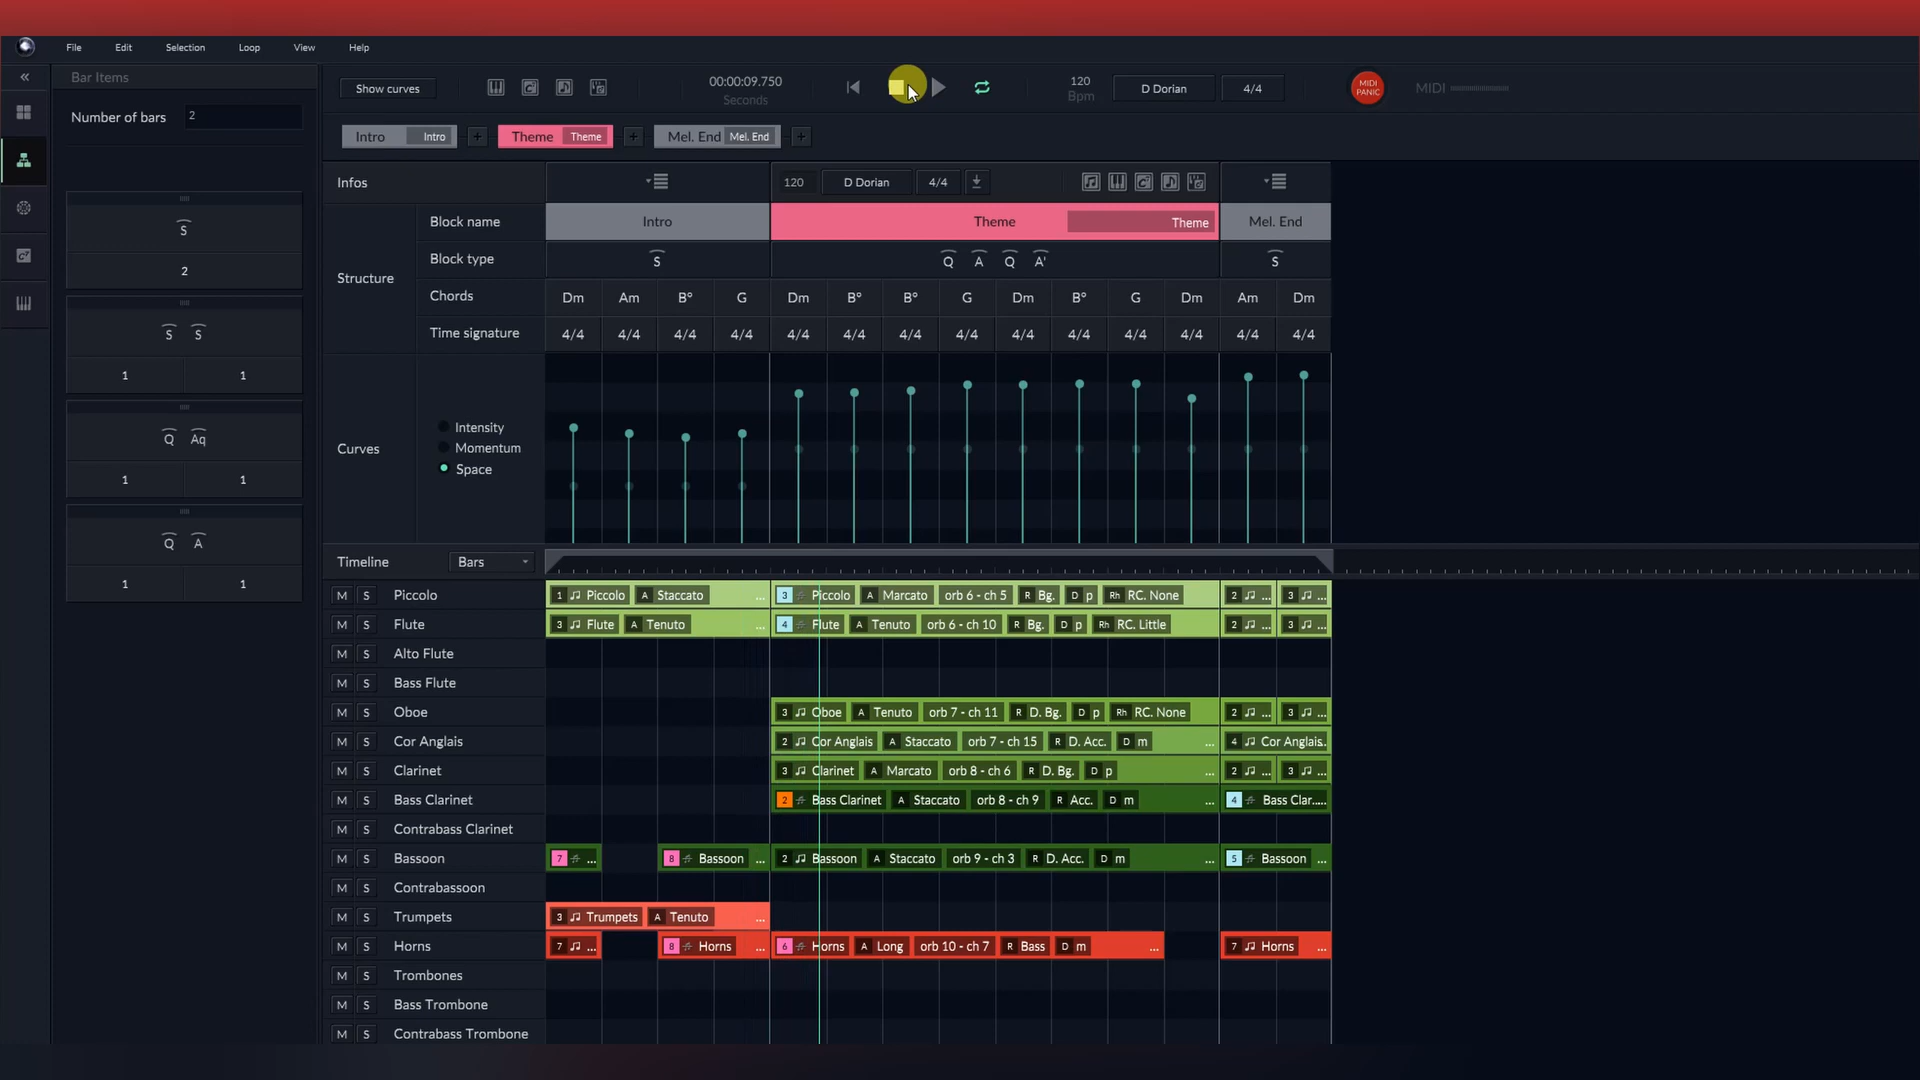 File Edit Selection Loop View Help
Bar Items
Show curves 00:00:09.750 Seconds 120 Bpm D Dorian 4/4 MIDI PANIC MIDI
Number of bars 2
Intro Intro + Theme Theme + Mel. End Mel. End +
Infos 120 D Dorian 4/4
Structure
Block name Intro Theme Theme Mel. End
Block type S Q A Q A' S
Chords Dm Am B° G Dm B° B° G Dm B° G Dm Am Dm
Time signature 4/4 4/4 4/4 4/4 4/4 4/4 4/4 4/4 4/4 4/4 4/4 4/4 4/4 4/4
S
2
S S
1 1
Q Aq
1 1
Q A
1 1
Curves
Intensity
Momentum
Space
Timeline Bars
M S Piccolo 1 Piccolo A Staccato ... 3 Piccolo A Marcato orb 6 - ch 5 R Bg. D p Rh RC. None 2 ... 3 ...
M S Flute 3 Flute A Tenuto ... 4 Flute A Tenuto orb 6 - ch 10 R Bg. D p Rh RC. Little 2 ... 3 ...
M S Alto Flute
M S Bass Flute
M S Oboe 3 Oboe A Tenuto orb 7 - ch 11 R D. Bg. D p Rh RC. None 2 ... 3 ...
M S Cor Anglais 2 Cor Anglais A Staccato orb 7 - ch 15 R D. Acc. D m ... 4 Cor Anglais..
M S Clarinet 3 Clarinet A Marcato orb 8 - ch 6 R D. Bg. D p ... 2 ... 3 ...
M S Bass Clarinet 2 Bass Clarinet A Staccato orb 8 - ch 9 R Acc. D m ... 4 Bass Clar.....
M S Contrabass Clarinet
M S Bassoon 7 ... 8 Bassoon ... 2 Bassoon A Staccato orb 9 - ch 3 R D. Acc. D m ... 5 Bassoon ...
M S Contrabassoon
M S Trumpets 3 Trumpets A Tenuto ...
M S Horns 7 ... 8 Horns ... 6 Horns A Long orb 10 - ch 7 R Bass D m ... 7 Horns ...
M S Trombones
M S Bass Trombone
M S Contrabass Trombone